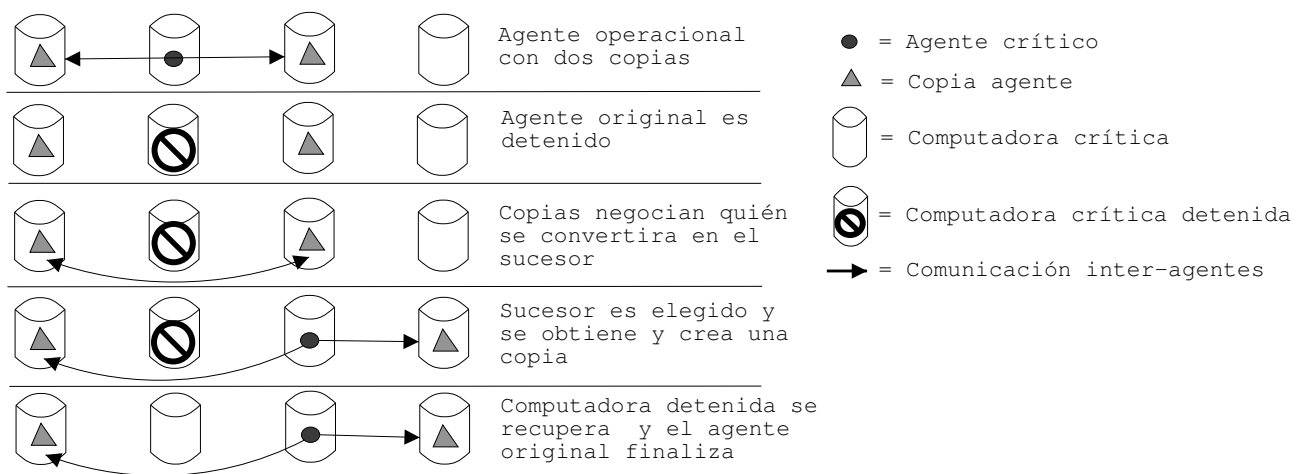 Agente operacional
con dos copias
Agente original es
detenido
Copias negocian quién
se convertira en el
sucesor
Sucesor es elegido y
se obtiene y crea una
copia
Computadora detenida se
recupera y el agente
original finaliza
= Agente crítico
= Copia agente
= Computadora crítica
= Computadora crítica detenida
= Comunicación inter-agentes